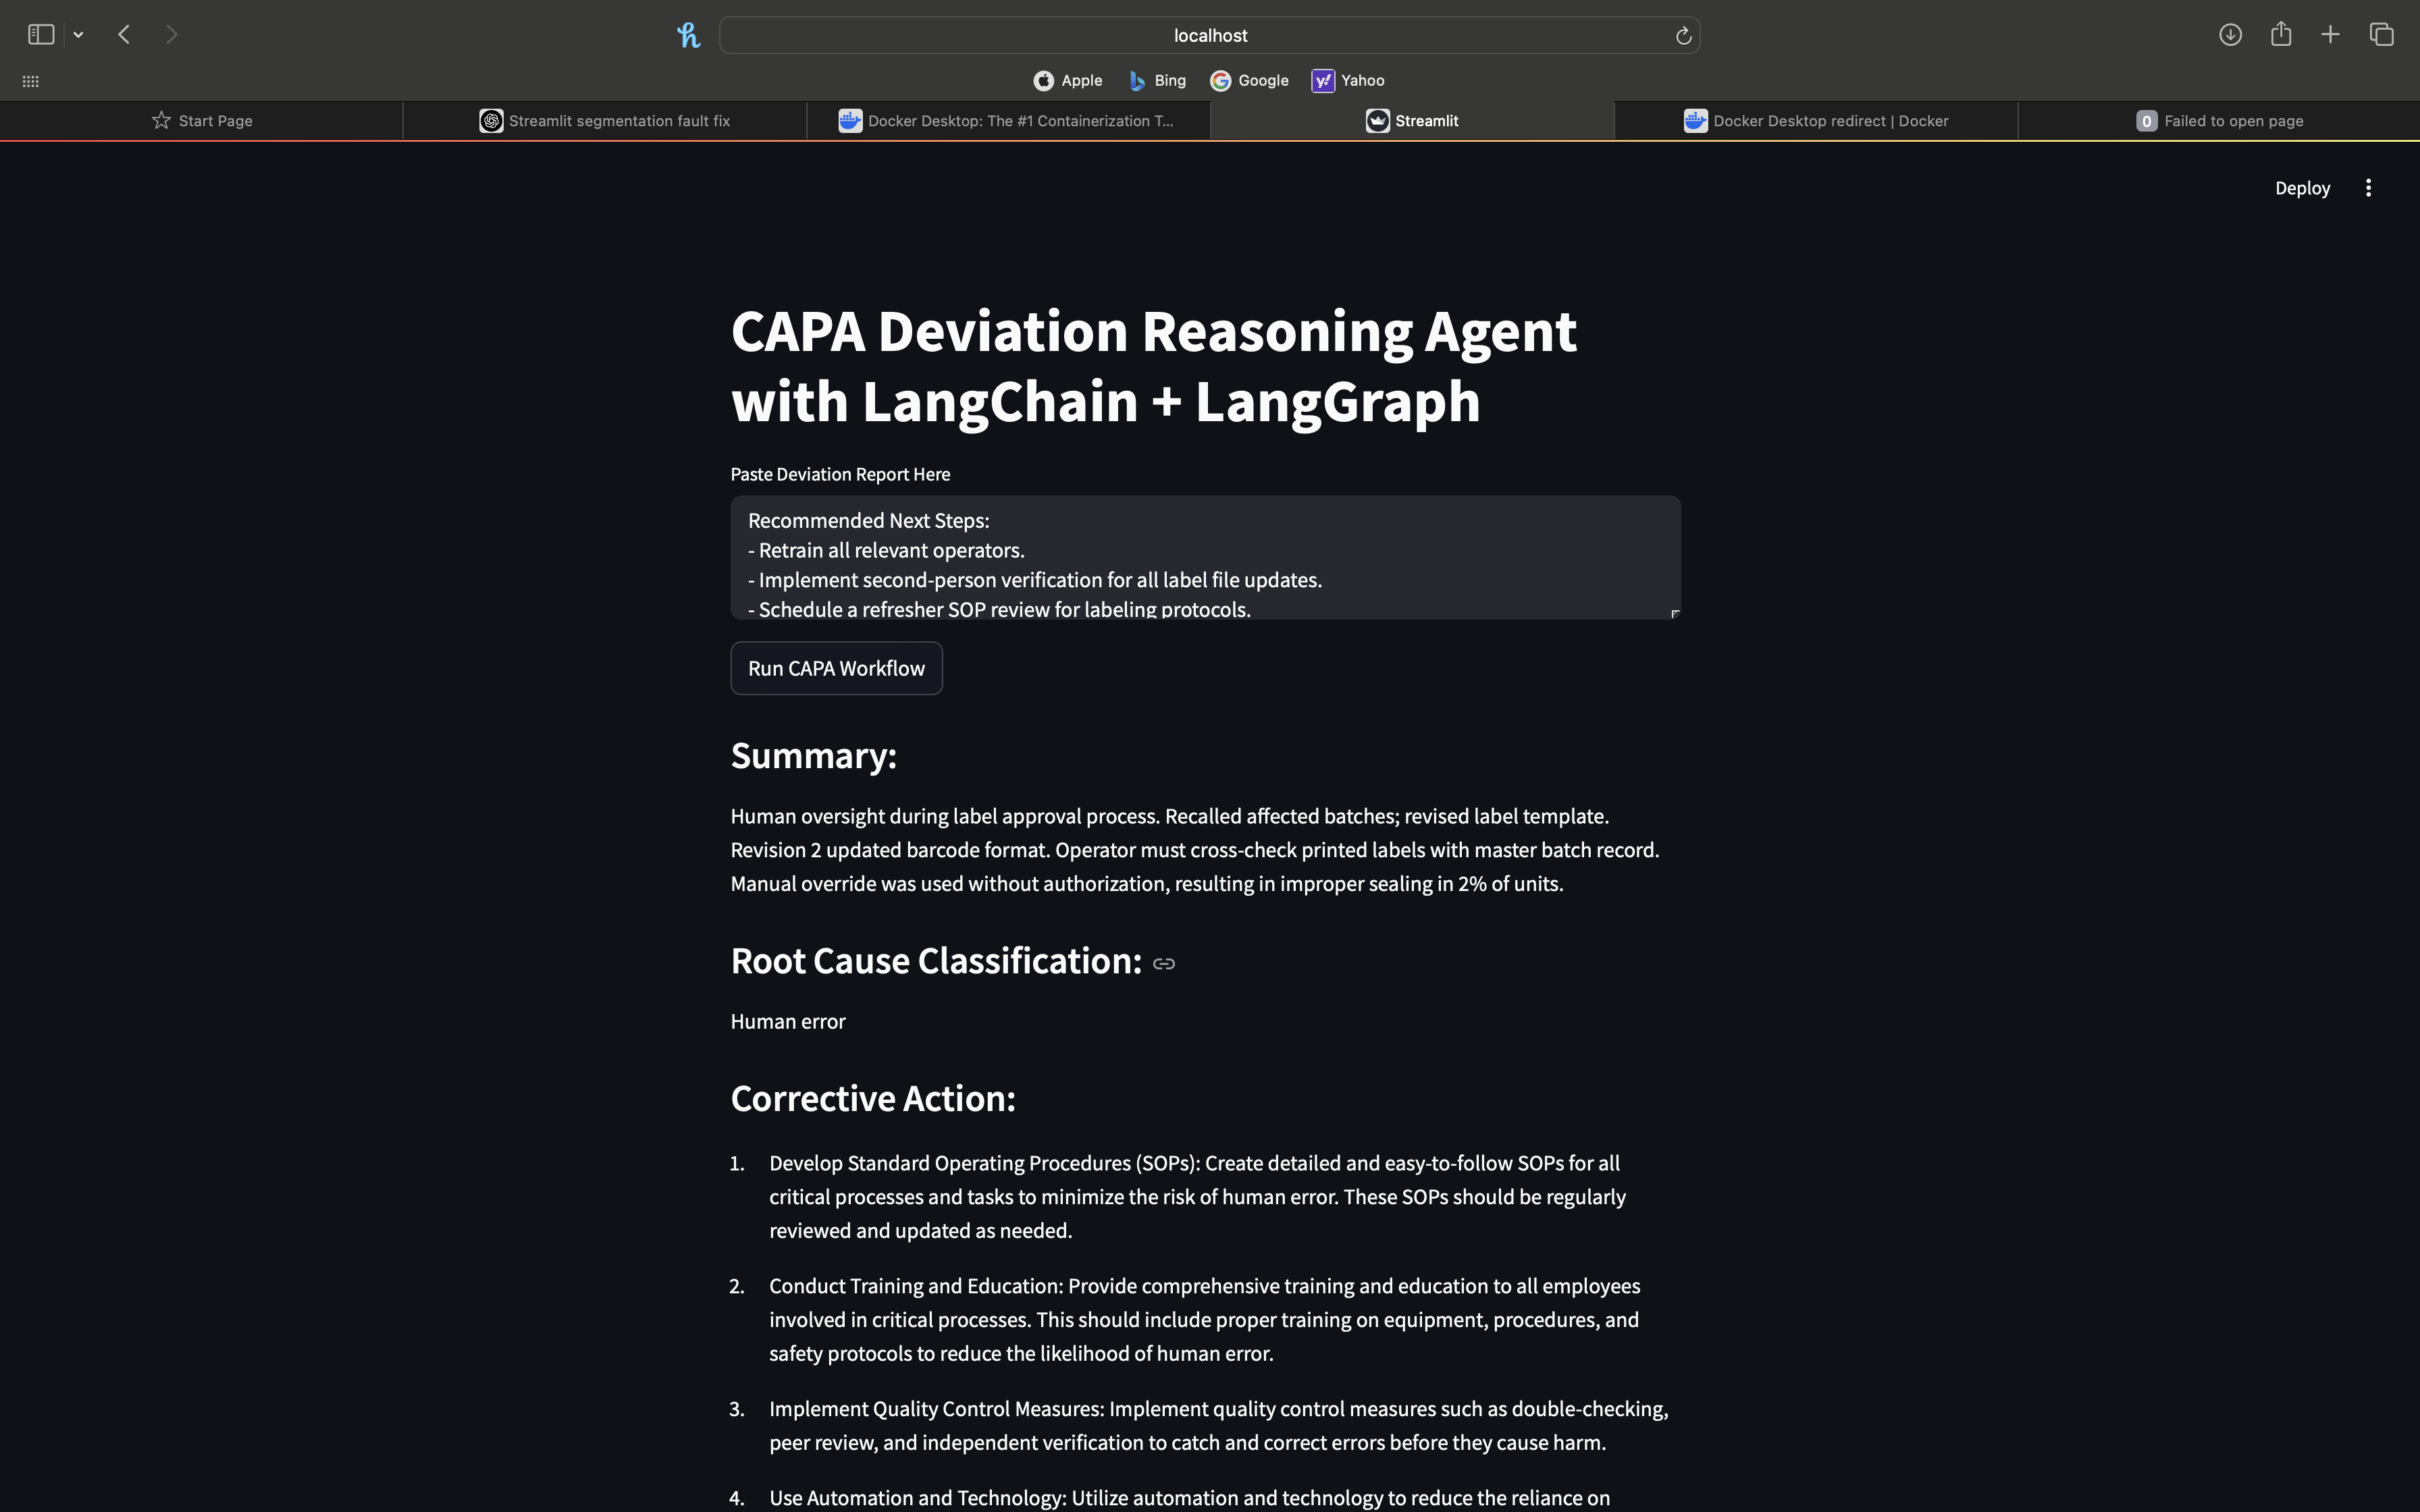 localhost
Apple
Bing
Google
Yahoo
Start Page
Streamlit segmentation fault fix
Docker Desktop: The #1 Containerization T...
Streamlit
Docker Desktop redirect | Docker
0 Failed to open page
Deploy
CAPA Deviation Reasoning Agent
with LangChain + LangGraph
Paste Deviation Report Here
Recommended Next Steps:
- Retrain all relevant operators.
- Implement second-person verification for all label file updates.
- Schedule a refresher SOP review for labeling protocols.
Run CAPA Workflow
Summary:
Human oversight during label approval process. Recalled affected batches; revised label template.
Revision 2 updated barcode format. Operator must cross-check printed labels with master batch record.
Manual override was used without authorization, resulting in improper sealing in 2% of units.
Root Cause Classification:
Human error
Corrective Action:
1. Develop Standard Operating Procedures (SOPs): Create detailed and easy-to-follow SOPs for all
critical processes and tasks to minimize the risk of human error. These SOPs should be regularly
reviewed and updated as needed.
2. Conduct Training and Education: Provide comprehensive training and education to all employees
involved in critical processes. This should include proper training on equipment, procedures, and
safety protocols to reduce the likelihood of human error.
3. Implement Quality Control Measures: Implement quality control measures such as double-checking,
peer review, and independent verification to catch and correct errors before they cause harm.
4. Use Automation and Technology: Utilize automation and technology to reduce the reliance on